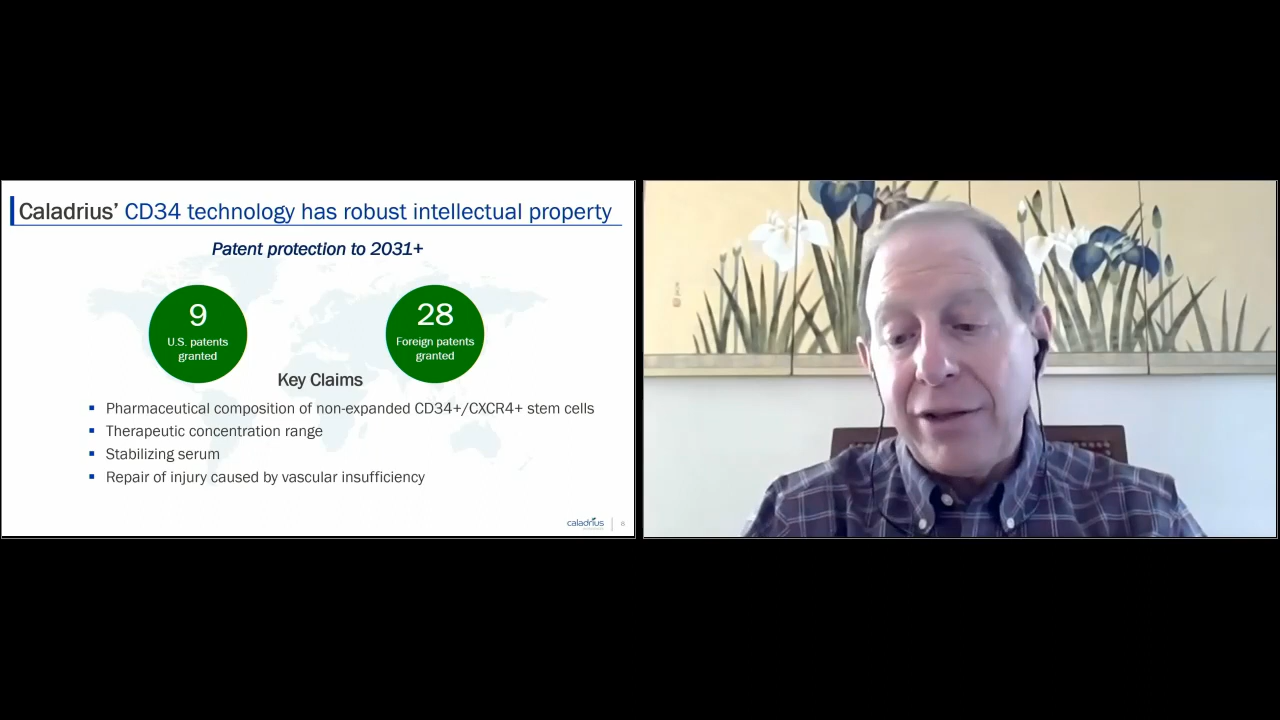 Caladrius' CD34 technology has robust intellectual property
Patent protection to 2031+
9
U.S. patents
granted
28
Foreign patents
granted
Key Claims
▪ Pharmaceutical composition of non-expanded CD34+/CXCR4+ stem cells
▪ Therapeutic concentration range
▪ Stabilizing serum
▪ Repair of injury caused by vascular insufficiency
caladrius
6